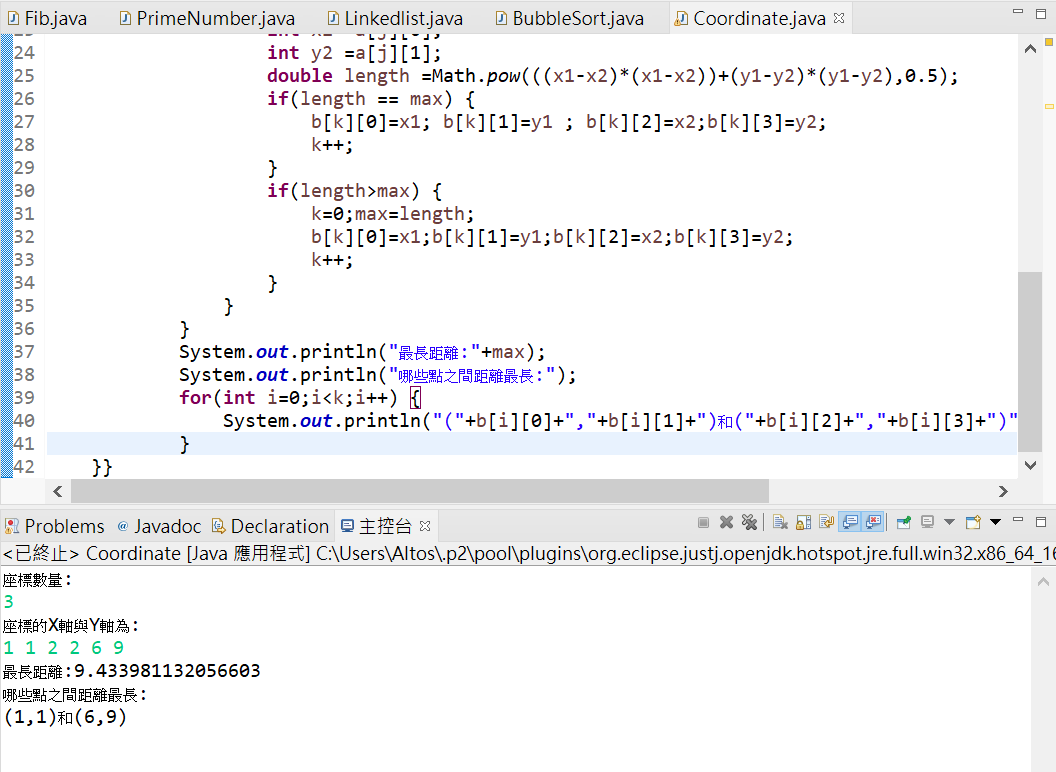 Fib.java PrimeNumber.java Linkedlist.java BubbleSort.java Coordinate.java
24 int y2 =a[j][1];
25 double length =Math.pow(((x1-x2)*(x1-x2))+(y1-y2)*(y1-y2),0.5);
26 if(length == max) {
27 b[k][0]=x1; b[k][1]=y1 ; b[k][2]=x2;b[k][3]=y2;
28 k++;
29 }
30 if(length>max) {
31 k=0;max=length;
32 b[k][0]=x1;b[k][1]=y1;b[k][2]=x2;b[k][3]=y2;
33 k++;
34 }
35 }
36 }
37 System.out.println("最長距離:"+max);
38 System.out.println("哪些點之間距離最長:");
39 for(int i=0;i<k;i++) {
40 System.out.println("("+b[i][0]+","+b[i][1]+")和("+b[i][2]+","+b[i][3]+")"
41 }
42 }}
Problems @ Javadoc Declaration 主控台
<已終止> Coordinate [Java 應用程式] C:\Users\Altos\.p2\pool\plugins\org.eclipse.justj.openjdk.hotspot.jre.full.win32.x86_64_16
座標數量:
3
座標的X軸與Y軸為:
1 1 2 2 6 9
最長距離:9.433981132056603
哪些點之間距離最長:
(1,1)和(6,9)